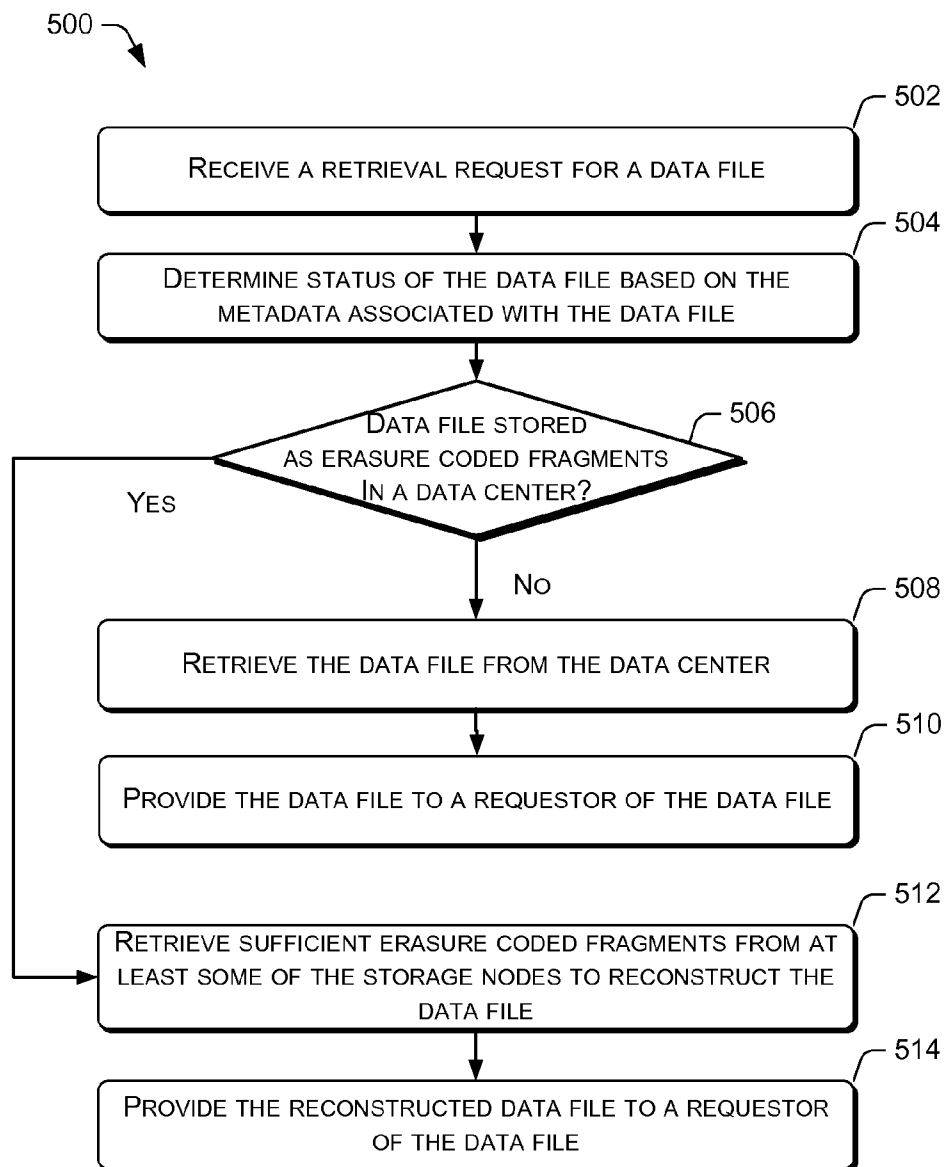 500
502
RECEIVE A RETRIEVAL REQUEST FOR A DATA FILE
504
DETERMINE STATUS OF THE DATA FILE BASED ON THE
METADATA ASSOCIATED WITH THE DATA FILE
506
DATA FILE STORED
AS ERASURE CODED FRAGMENTS
IN A DATA CENTER?
YES
NO
508
RETRIEVE THE DATA FILE FROM THE DATA CENTER
510
PROVIDE THE DATA FILE TO A REQUESTOR OF THE DATA FILE
512
RETRIEVE SUFFICIENT ERASURE CODED FRAGMENTS FROM AT
LEAST SOME OF THE STORAGE NODES TO RECONSTRUCT THE
DATA FILE
514
PROVIDE THE RECONSTRUCTED DATA FILE TO A REQUESTOR
OF THE DATA FILE